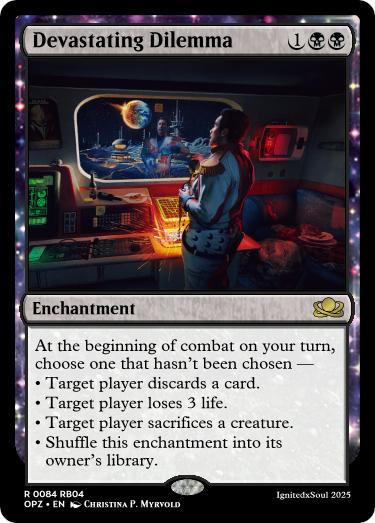 Devastating Dilemma 1
Enchantment
At the beginning of combat on your turn,
choose one that hasn't been chosen —
• Target player discards a card.
• Target player loses 3 life.
• Target player sacrifices a creature.
• Shuffle this enchantment into its
owner's library.
R 0084 RB04
OPZ • EN Christina P. Myrvold
IgnitedxSoul 2025